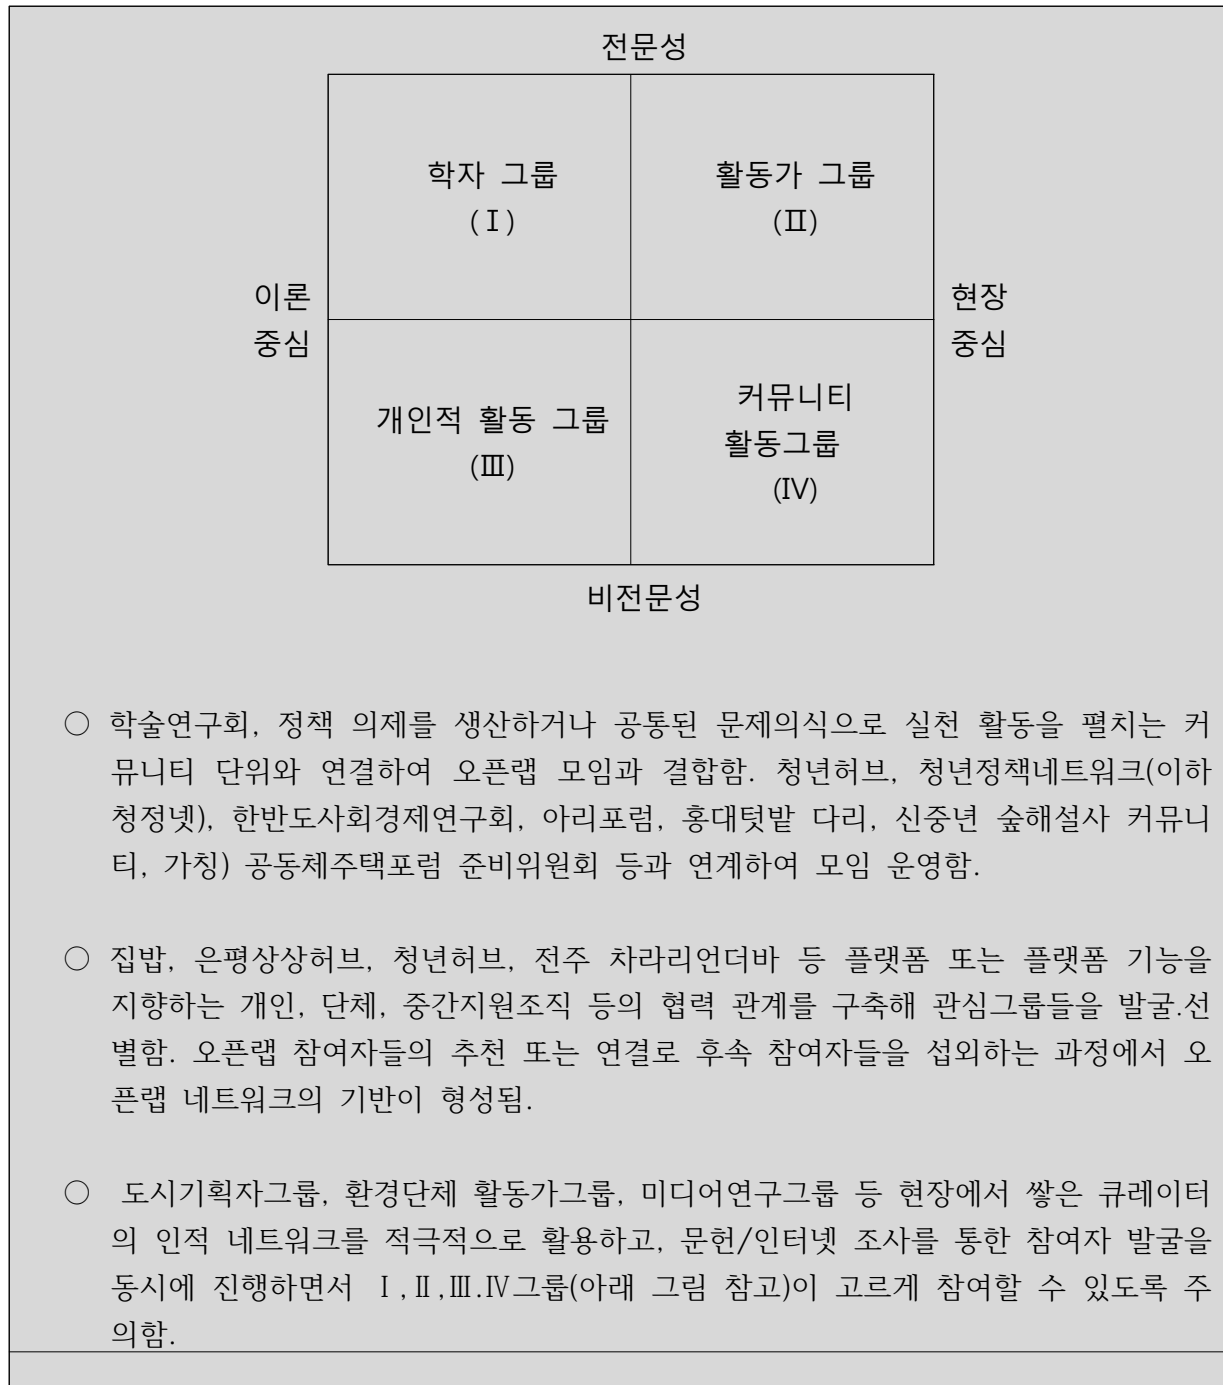 전문성
학자 그룹
(Ⅰ)
활동가 그룹
(Ⅱ)
이론
중심
현장
중심
개인적 활동 그룹
(Ⅲ)
커뮤니티
활동그룹
(Ⅳ)
비전문성
○ 학술연구회, 정책 의제를 생산하거나 공통된 문제의식으로 실천 활동을 펼치는 커
뮤니티 단위와 연결하여 오픈랩 모임과 결합함. 청년허브, 청년정책네트워크(이하
청정넷), 한반도사회경제연구회, 아리포럼, 홍대텃밭 다리, 신중년 숲해설사 커뮤니
티, 가칭) 공동체주택포럼 준비위원회 등과 연계하여 모임 운영함.
○ 집밥, 은평상상허브, 청년허브, 전주 차라리언더바 등 플랫폼 또는 플랫폼 기능을
지향하는 개인, 단체, 중간지원조직 등의 협력 관계를 구축해 관심그룹들을 발굴.선
별함. 오픈랩 참여자들의 추천 또는 연결로 후속 참여자들을 섭외하는 과정에서 오
픈랩 네트워크의 기반이 형성됨.
○ 도시기획자그룹, 환경단체 활동가그룹, 미디어연구그룹 등 현장에서 쌓은 큐레이터
의 인적 네트워크를 적극적으로 활용하고, 문헌/인터넷 조사를 통한 참여자 발굴을
동시에 진행하면서 Ⅰ,Ⅱ,Ⅲ.Ⅳ그룹(아래 그림 참고)이 고르게 참여할 수 있도록 주
의함.